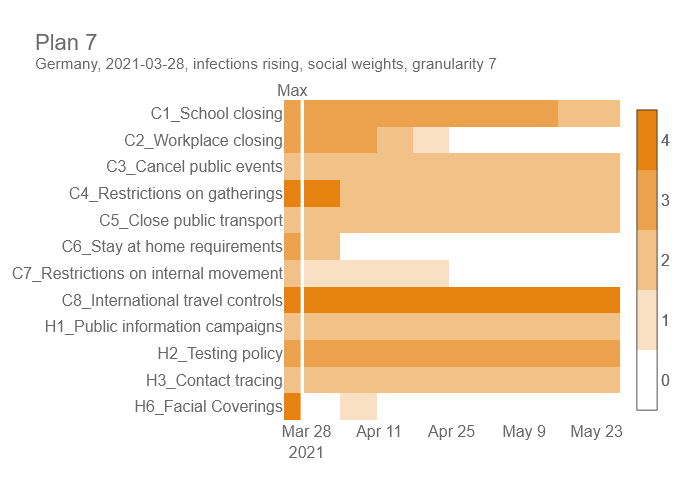 Plan 7
Germany, 2021-03-28, infections rising, social weights, granularity 7
Max
C1_School closing
C2_Workplace closing
C3_Cancel public events
C4_Restrictions on gatherings
C5_Close public transport
C6_Stay at home requirements
C7_Restrictions on internal movement
C8_International travel controls
H1_Public information campaigns
H2_Testing policy
H3_Contact tracing
H6_Facial Coverings
Mar 28 Apr 11 Apr 25 May 9 May 23
2021
4
3
2
1
0